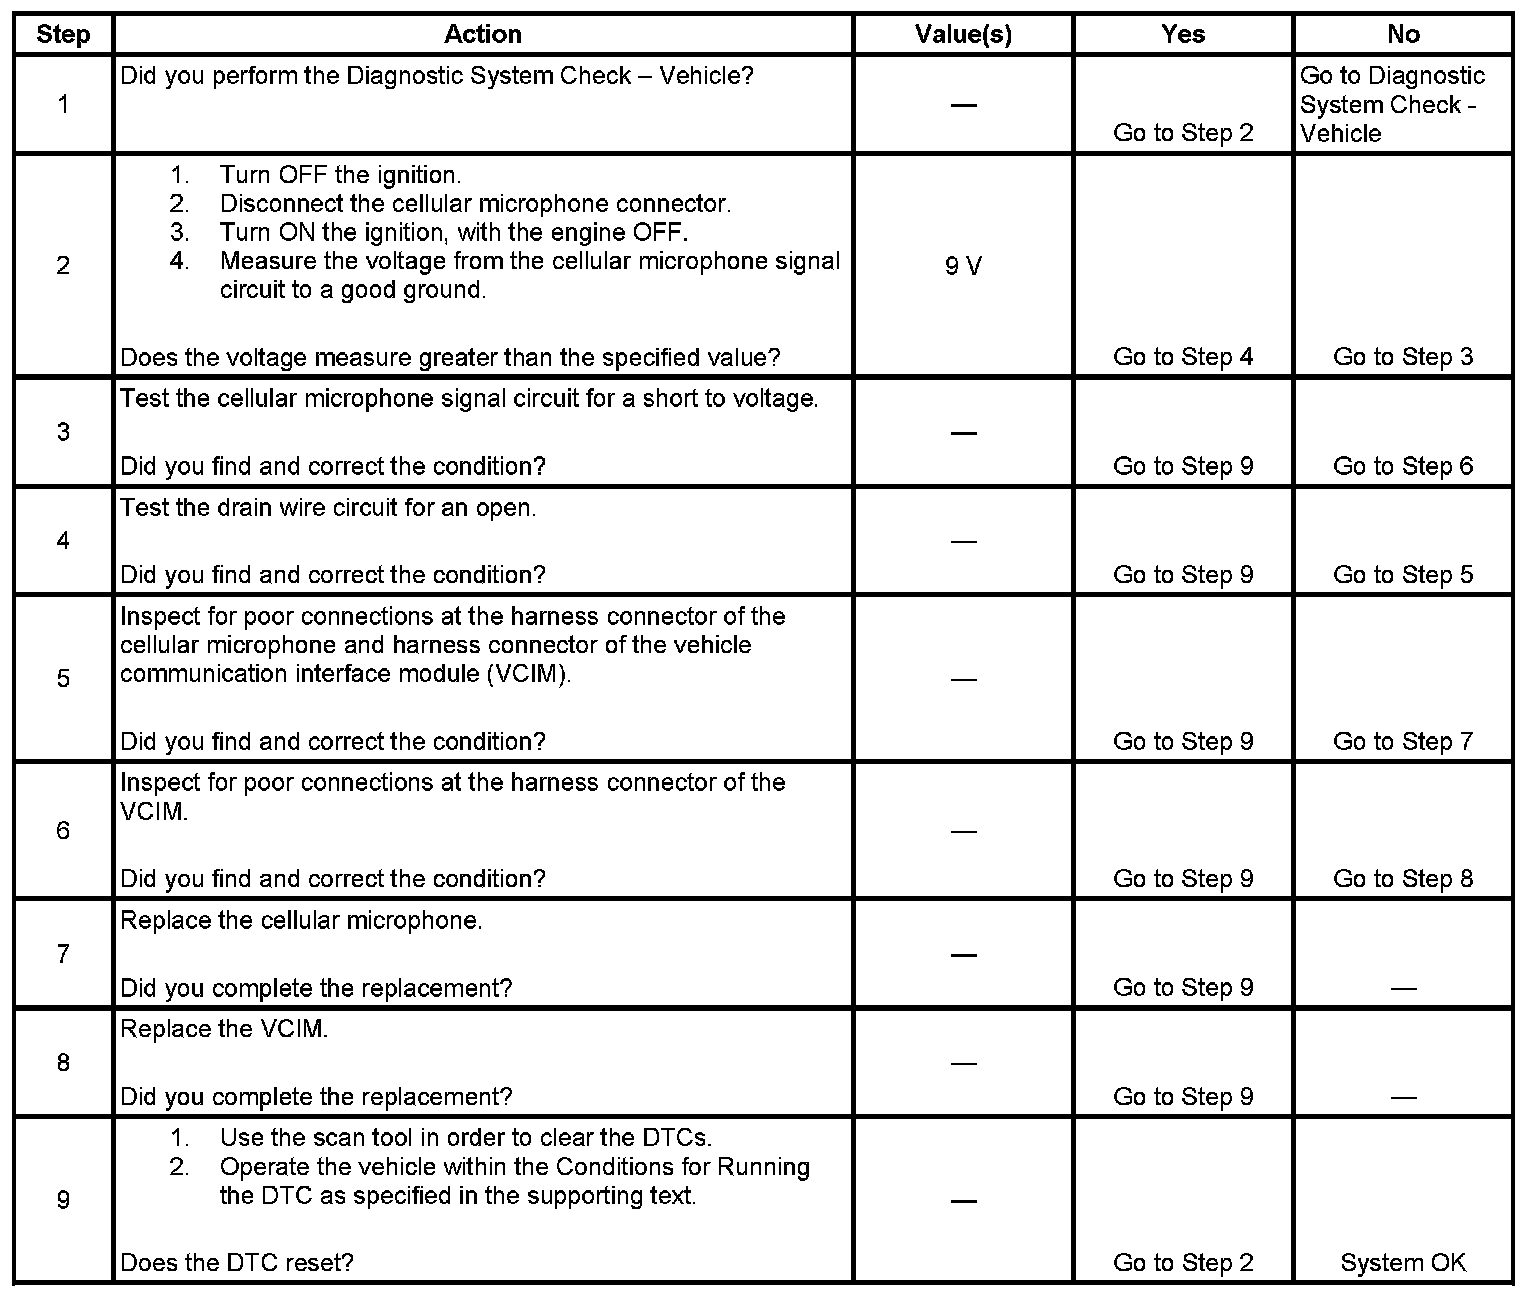 Step Action Value(s) Yes No
Did you perform the Diagnostic System Check – Vehicle?
Go to Diagnostic
1 — System Check -
Go to Step 2 Vehicle
1. Turn OFF the ignition.
2. Disconnect the cellular microphone connector.
3. Turn ON the ignition, with the engine OFF.
4. Measure the voltage from the cellular microphone signal
2 9 V
circuit to a good ground.
Does the voltage measure greater than the specified value? Go to Step 4 Go to Step 3
Test the cellular microphone signal circuit for a short to voltage.
3 —
Did you find and correct the condition? Go to Step 9 Go to Step 6
Test the drain wire circuit for an open.
4 —
Did you find and correct the condition? Go to Step 9 Go to Step 5
Inspect for poor connections at the harness connector of the
cellular microphone and harness connector of the vehicle
communication interface module (VCIM).
5 —
Did you find and correct the condition? Go to Step 9 Go to Step 7
Inspect for poor connections at the harness connector of the
VCIM.
6 —
Did you find and correct the condition? Go to Step 9 Go to Step 8
Replace the cellular microphone.
7 —
Did you complete the replacement? Go to Step 9 —
Replace the VCIM.
8 —
Did you complete the replacement? Go to Step 9 —
1. Use the scan tool in order to clear the DTCs.
2. Operate the vehicle within the Conditions for Running
the DTC as specified in the supporting text.
9 —
Does the DTC reset? Go to Step 2 System OK